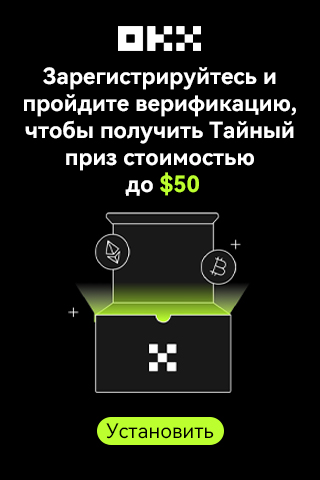 OKX
Зарегистрируйтесь и
пройдите верификацию,
чтобы получить Тайный
приз стоимостью
до $50
Установить